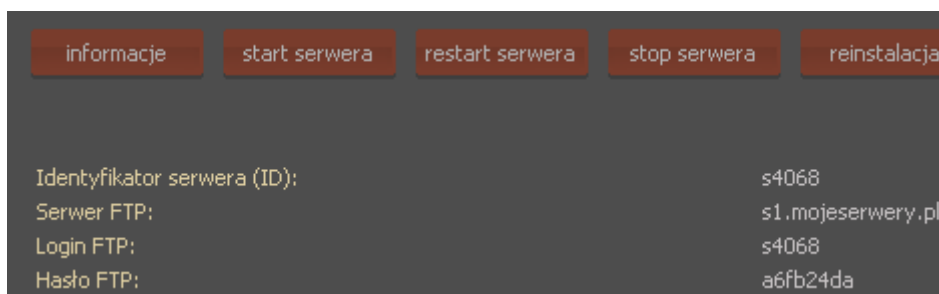 informacje start serwera restart serwera stop serwera reinstalacja
Identyfikator serwera (ID): s4068
Serwer FTP: s1.mojeserwery.pl
Login FTP: s4068
Hasło FTP: a6fb24da